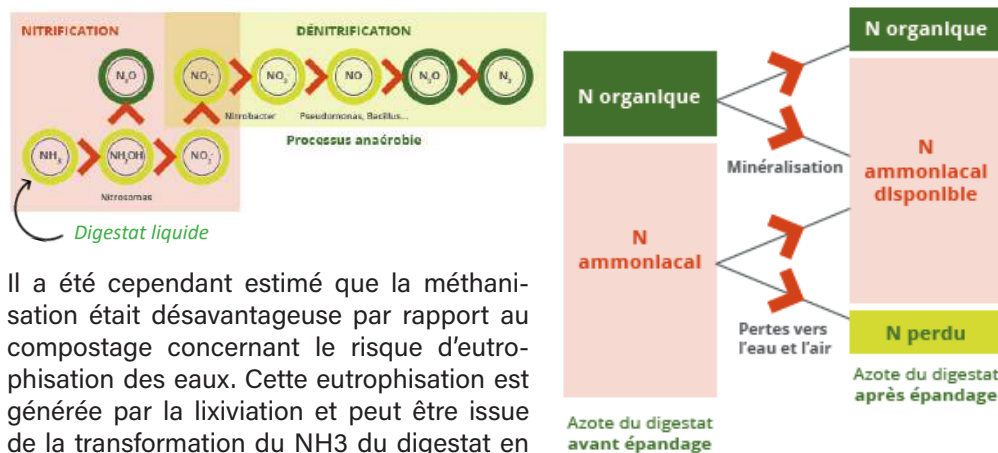 NITRIFICATION
DÉNITRIFICATION
N₂O
NO₃⁻
NO₂⁻
NO
N₂O
N₂
Nitrobacter
Pseudomonas, Bacillus...
Processus anaérobie
NH₃
NH₂OH
NO₂⁻
Nitrosomas
Digestat liquide
Il a été cependant estimé que la méthani-
sation était désavantageuse par rapport au
compostage concernant le risque d'eutro-
phisation des eaux. Cette eutrophisation est
générée par la lixiviation et peut être issue
de la transformation du NH3 du digestat en
N organique
N
ammoniacal
Azote du digestat
avant épandage
Minéralisation
Pertes vers
l'eau et l'air
N organique
N
ammoniacal
disponible
N perdu
Azote du digestat
après épandage